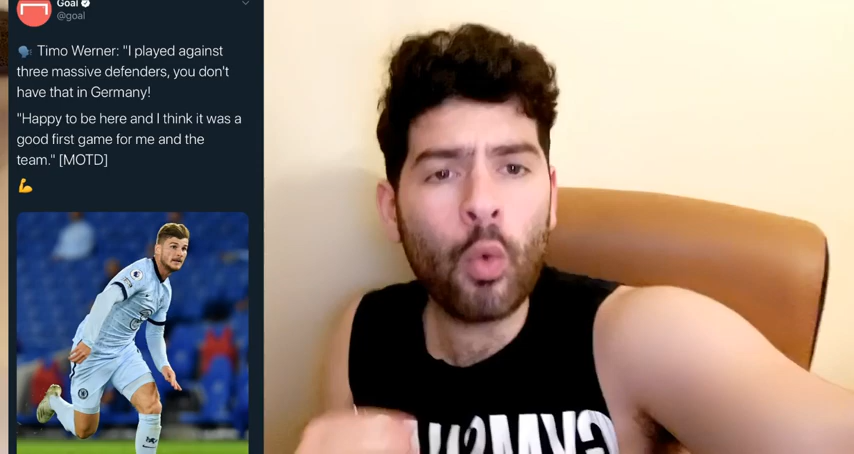 Goal
@goal
Timo Werner: "I played against
three massive defenders, you don't
have that in Germany!
"Happy to be here and I think it was a
good first game for me and the
team." [MOTD]